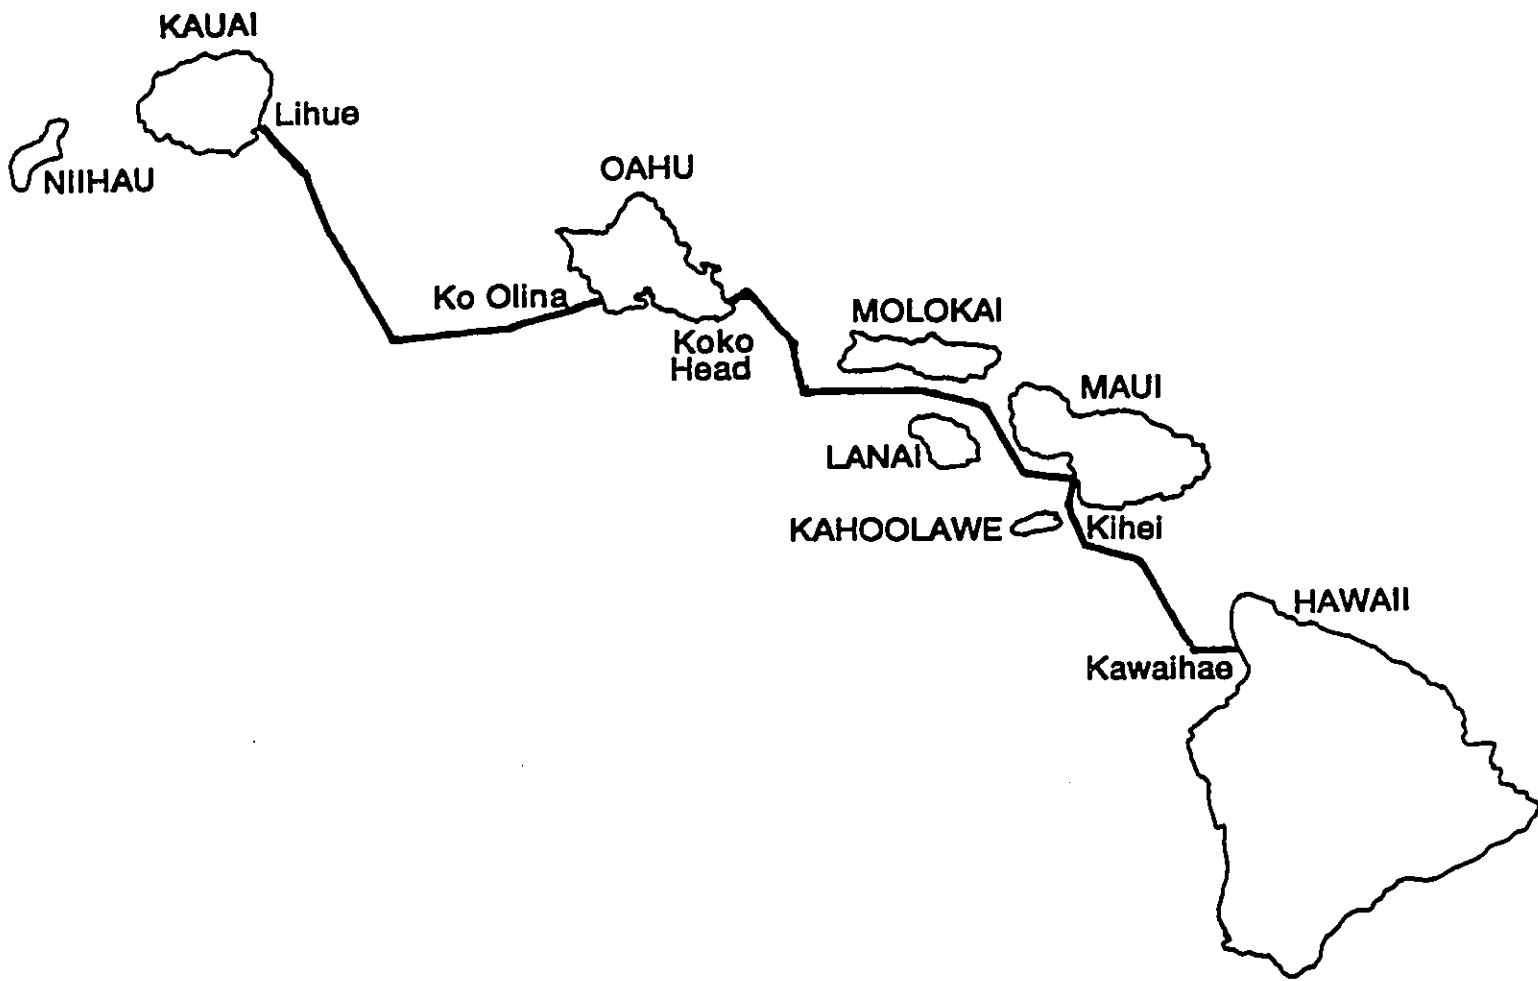 KAUAI
Lihue
NIIHAU
OAHU
Ko Olina
Koko
Head
MOLOKAI
MAUI
LANAI
KAHOOLAWE
Kihei
HAWAII
Kawaihae